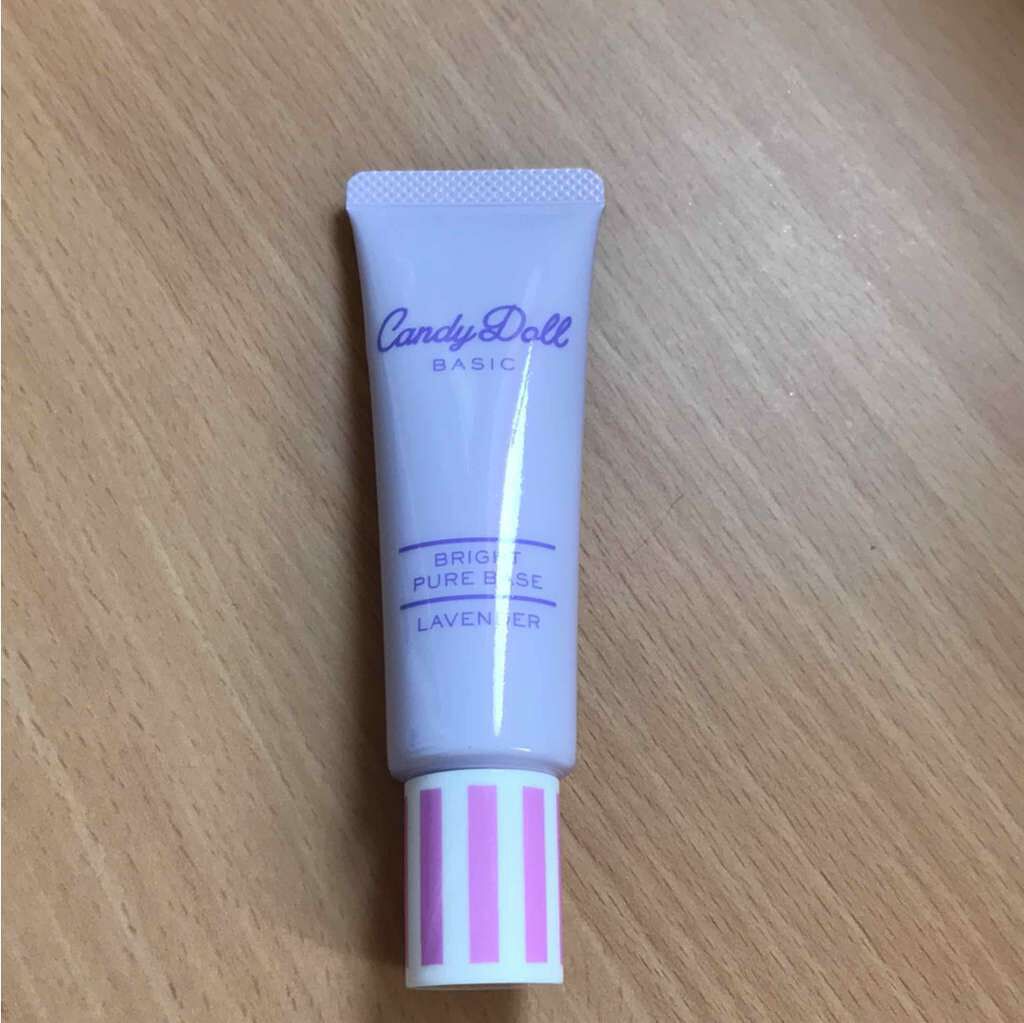 Candy Doll
BASIC
BRIGHT
PURE BASE
LAVENDER